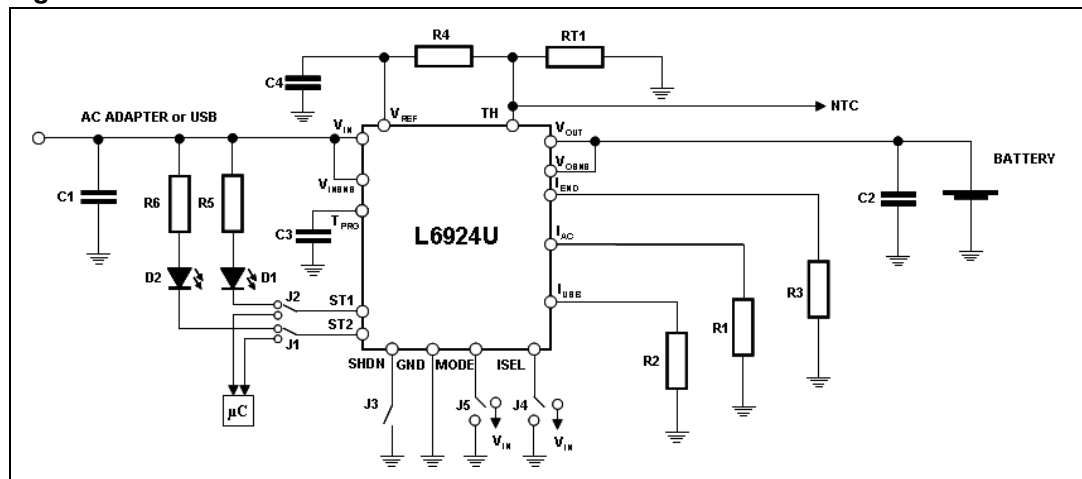 R4
RT1
C4
NTC
AC ADAPTER or USB
VIN
VREF
TH
VOUT
VOBNB
BATTERY
VINBNB
IEND
C1
R6
R5
TPRG
C3
L6924U
C2
IAC
D2
D1
R3
J2
ST1
IUSB
R1
ST2
J1
R2
SHDN
GND
MODE
ISEL
J3
J5
J4
µC
VIN
VIN